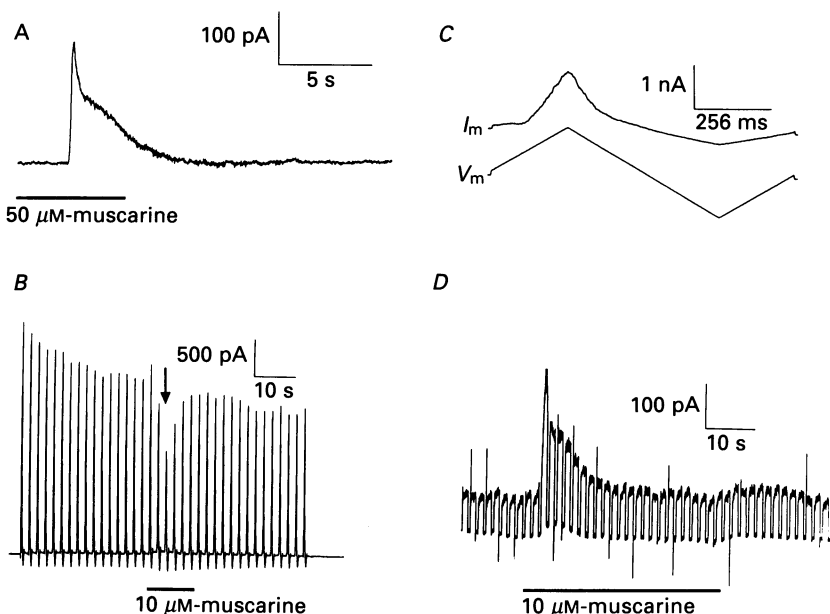 A
100 pA
5 s
50 μM-muscarine
C
1 nA
256 ms
Im
Vm
B
500 pA
10 s
10 μM-muscarine
D
100 pA
10 s
10 μM-muscarine